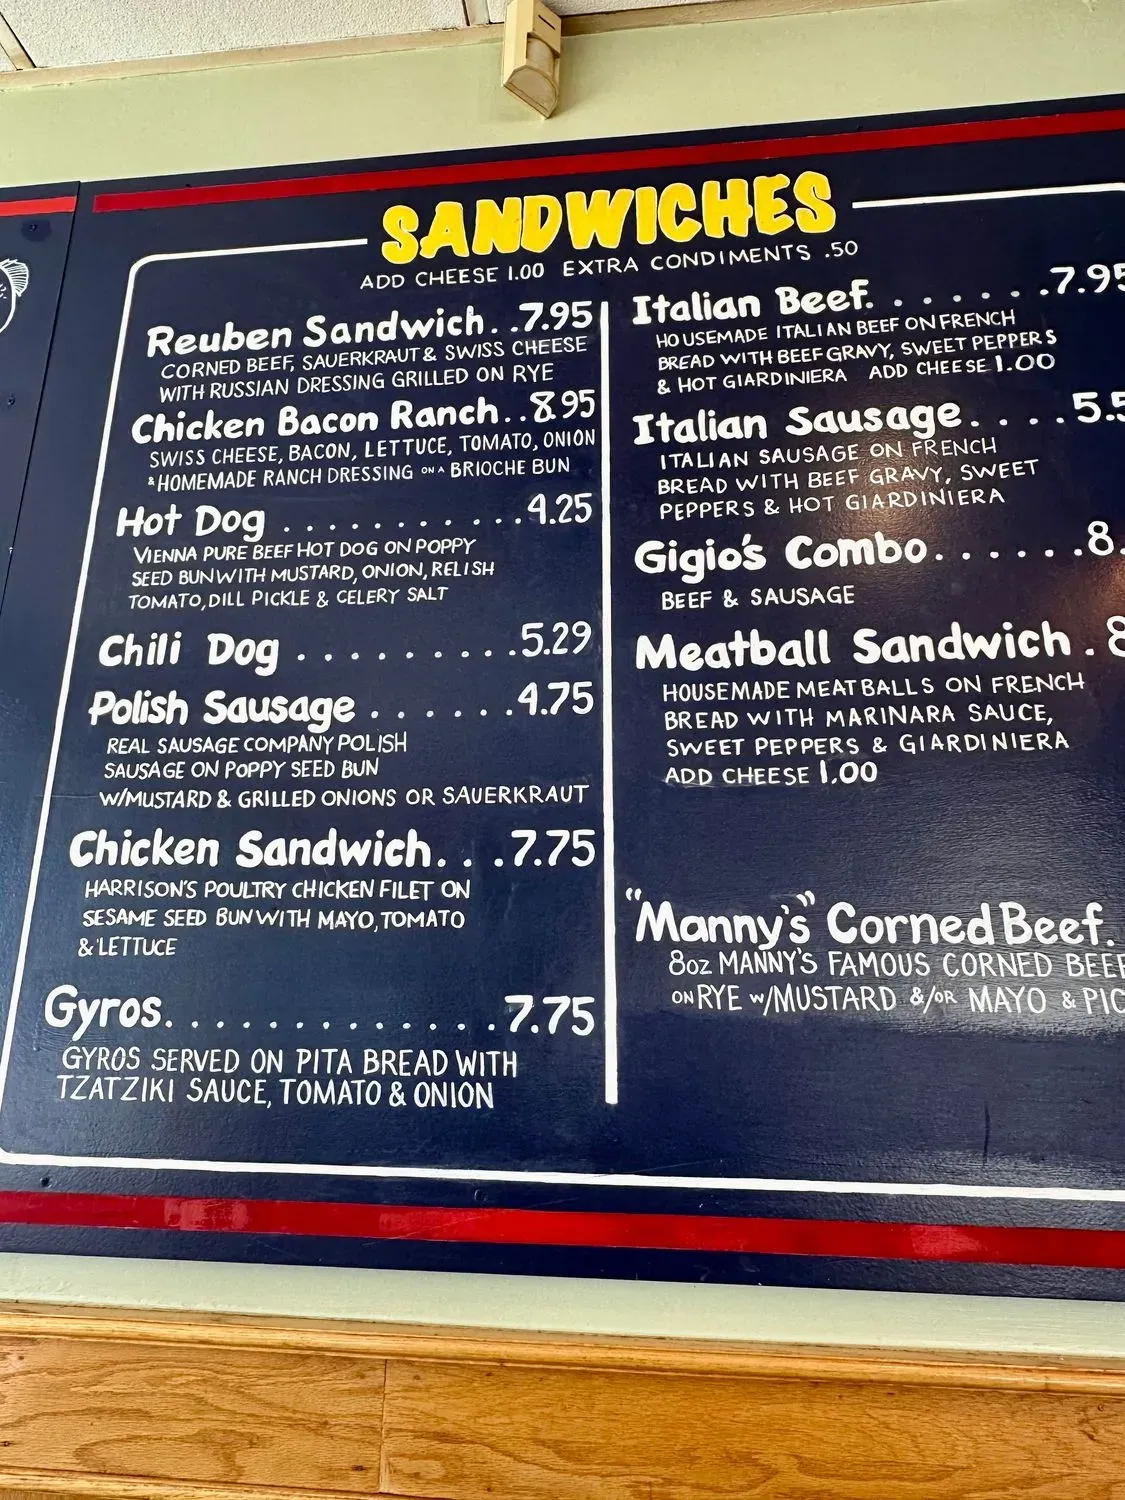 SANDWICHES
ADD CHEESE 1.00 EXTRA CONDIMENTS .50
Reuben Sandwich. .7.95
CORNED BEEF, SAUERKRAUT & SWISS CHEESE
WITH RUSSIAN DRESSING GRILLED ON RYE
Chicken Bacon Ranch. .8.95
SWISS CHEESE, BACON, LETTUCE, TOMATO, ONION
& HOMEMADE RANCH DRESSING ON A BRIOCHE BUN
Hot Dog . . . . . . . . . . .4.25
VIENNA PURE BEEF HOT DOG ON POPPY
SEED BUN WITH MUSTARD, ONION, RELISH
TOMATO, DILL PICKLE & CELERY SALT
Chili Dog . . . . . . . . .5.29
Polish Sausage . . . . . .4.75
REAL SAUSAGE COMPANY POLISH
SAUSAGE ON POPPY SEED BUN
W/MUSTARD & GRILLED ONIONS OR SAUERKRAUT
Chicken Sandwich. . .7.75
HARRISON'S POULTRY CHICKEN FILET ON
SESAME SEED BUN WITH MAYO, TOMATO
& LETTUCE
Gyros. . . . . . . . . . . . . .7.75
GYROS SERVED ON PITA BREAD WITH
TZATZIKI SAUCE, TOMATO & ONION
Italian Beef. . . . . . .7.95
HOUSEMADE ITALIAN BEEF ON FRENCH
BREAD WITH BEEF GRAVY, SWEET PEPPERS
& HOT GIARDINIERA ADD CHEESE 1.00
Italian Sausage. . . . .5.5
ITALIAN SAUSAGE ON FRENCH
BREAD WITH BEEF GRAVY, SWEET
PEPPERS & HOT GIARDINIERA
Gigio's Combo. . . . . .8.
BEEF & SAUSAGE
Meatball Sandwich . 8
HOUSEMADE MEATBALLS ON FRENCH
BREAD WITH MARINARA SAUCE,
SWEET PEPPERS & GIARDINIERA
ADD CHEESE 1.00
"Manny's" Corned Beef.
8oz MANNY'S FAMOUS CORNED BEEF
ON RYE w/MUSTARD &/OR MAYO & PIC